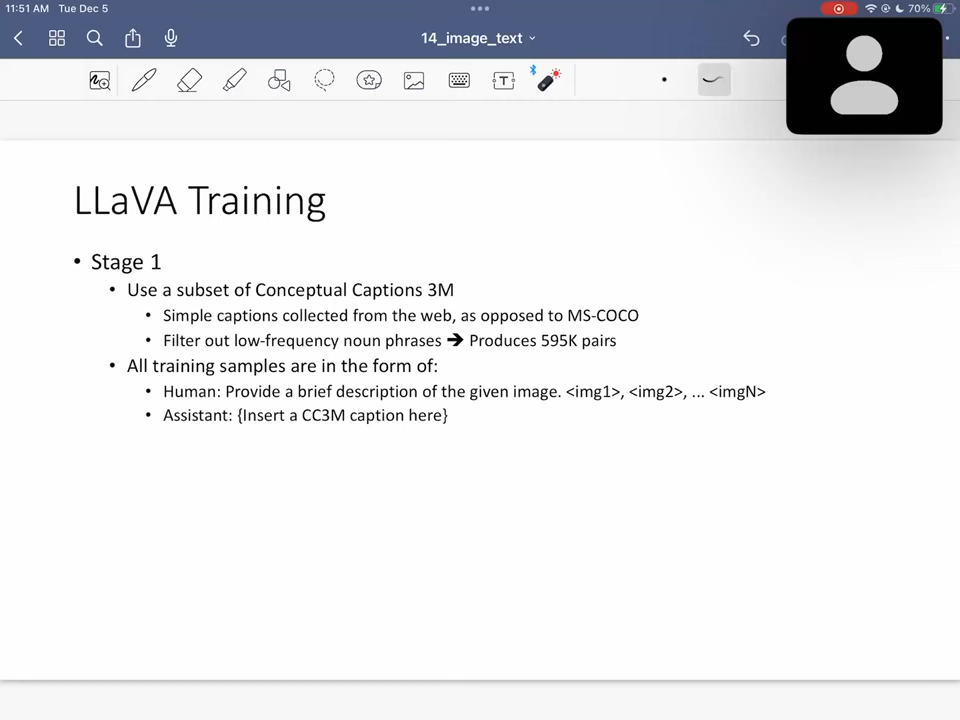 11:51 AM Tue Dec 5
70%
14_image_text
T
LLaVA Training
• Stage 1
• Use a subset of Conceptual Captions 3M
• Simple captions collected from the web, as opposed to MS-COCO
• Filter out low-frequency noun phrases ➔ Produces 595K pairs
• All training samples are in the form of:
• Human: Provide a brief description of the given image. <img1>, <img2>, ... <imgN>
• Assistant: {Insert a CC3M caption here}